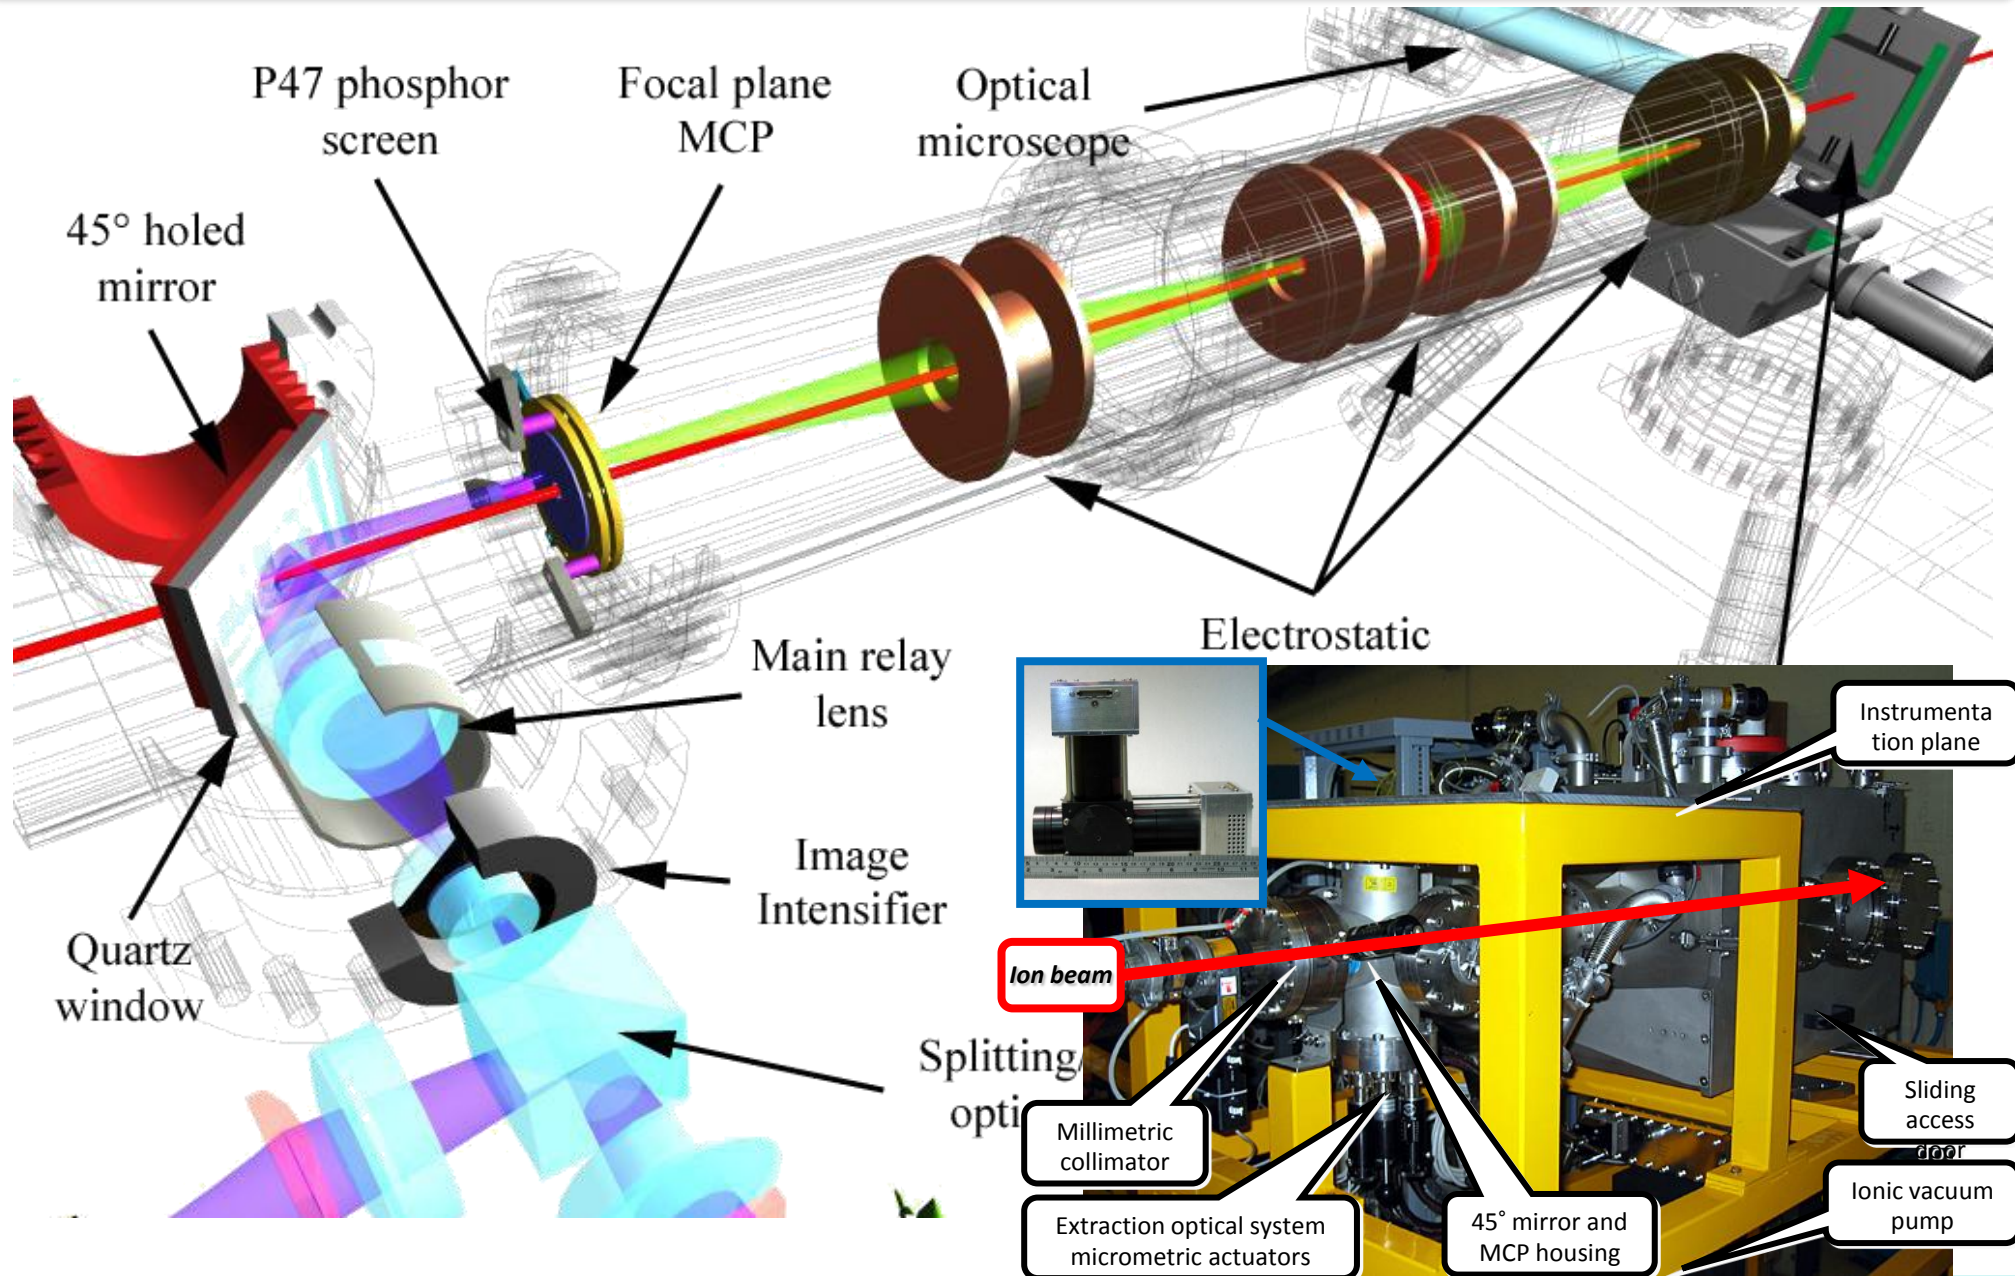 P47 phosphor
screen
Focal plane
MCP
Optical
microscope
45° holed
mirror
Electrostatic
Main relay
lens
Image
Intensifier
Quartz
window
Splitting/
opti
Instrumenta
tion plane
Ion beam
Millimetric
collimator
Sliding
access
door
Extraction optical system
micrometric actuators
45° mirror and
MCP housing
Ionic vacuum
pump